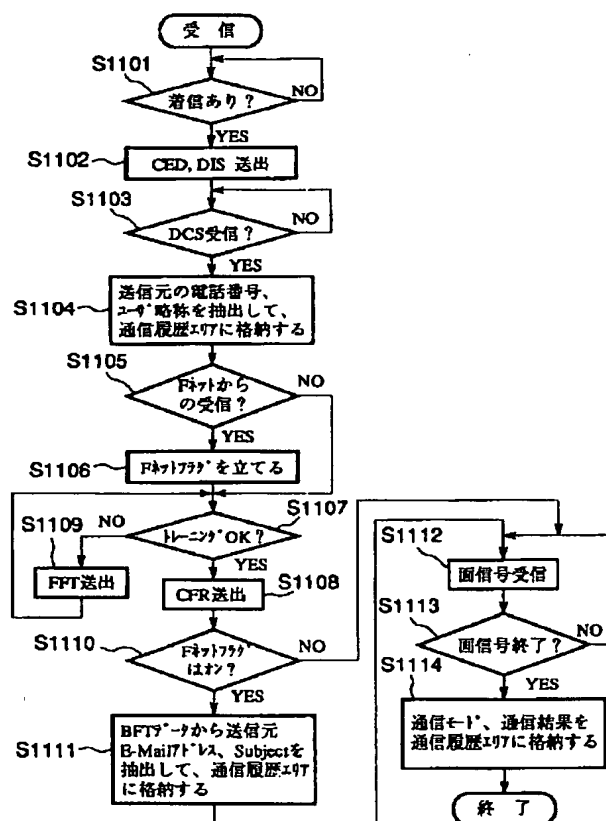 受 信
S1101
着信あり？
NO
YES
S1102
CED, DIS 送出
S1103
DCS受信？
NO
YES
S1104
送信元の電話番号、
ユーザ略称を抽出して、
通信履歴エリアに格納する
S1105
Fネットから
の受信？
NO
YES
S1106
Fネットフラグを立てる
S1107
トレーニングOK？
NO
YES
S1109
FFT送出
S1108
CFR送出
S1110
Fネットフラグ
はオン？
NO
YES
S1111
BFTデータから送信元
E-Mailアドレス、Subjectを
抽出して、通信履歴エリア
に格納する
S1112
画信号受信
S1113
画信号終了？
NO
YES
S1114
通信モード、通信結果を
通信履歴エリアに格納する
終 了